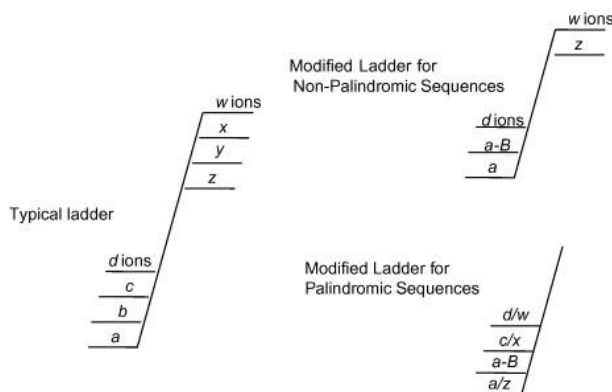 Typical ladder
w ions
x
y
z
d ions
c
b
a
Modified Ladder for
Non-Palindromic Sequences
w ions
z
d ions
a-B
a
Modified Ladder for
Palindromic Sequences
d/w
c/x
a-B
a/z